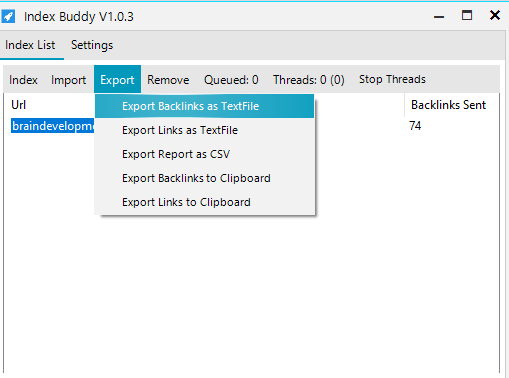 Index Buddy V1.0.3
Index List Settings
Index Import Export Remove Queued: 0 Threads: 0 (0) Stop Threads
Url Backlinks Sent
Export Backlinks as TextFile
74
Export Links as TextFile
Export Report as CSV
Export Backlinks to Clipboard
Export Links to Clipboard